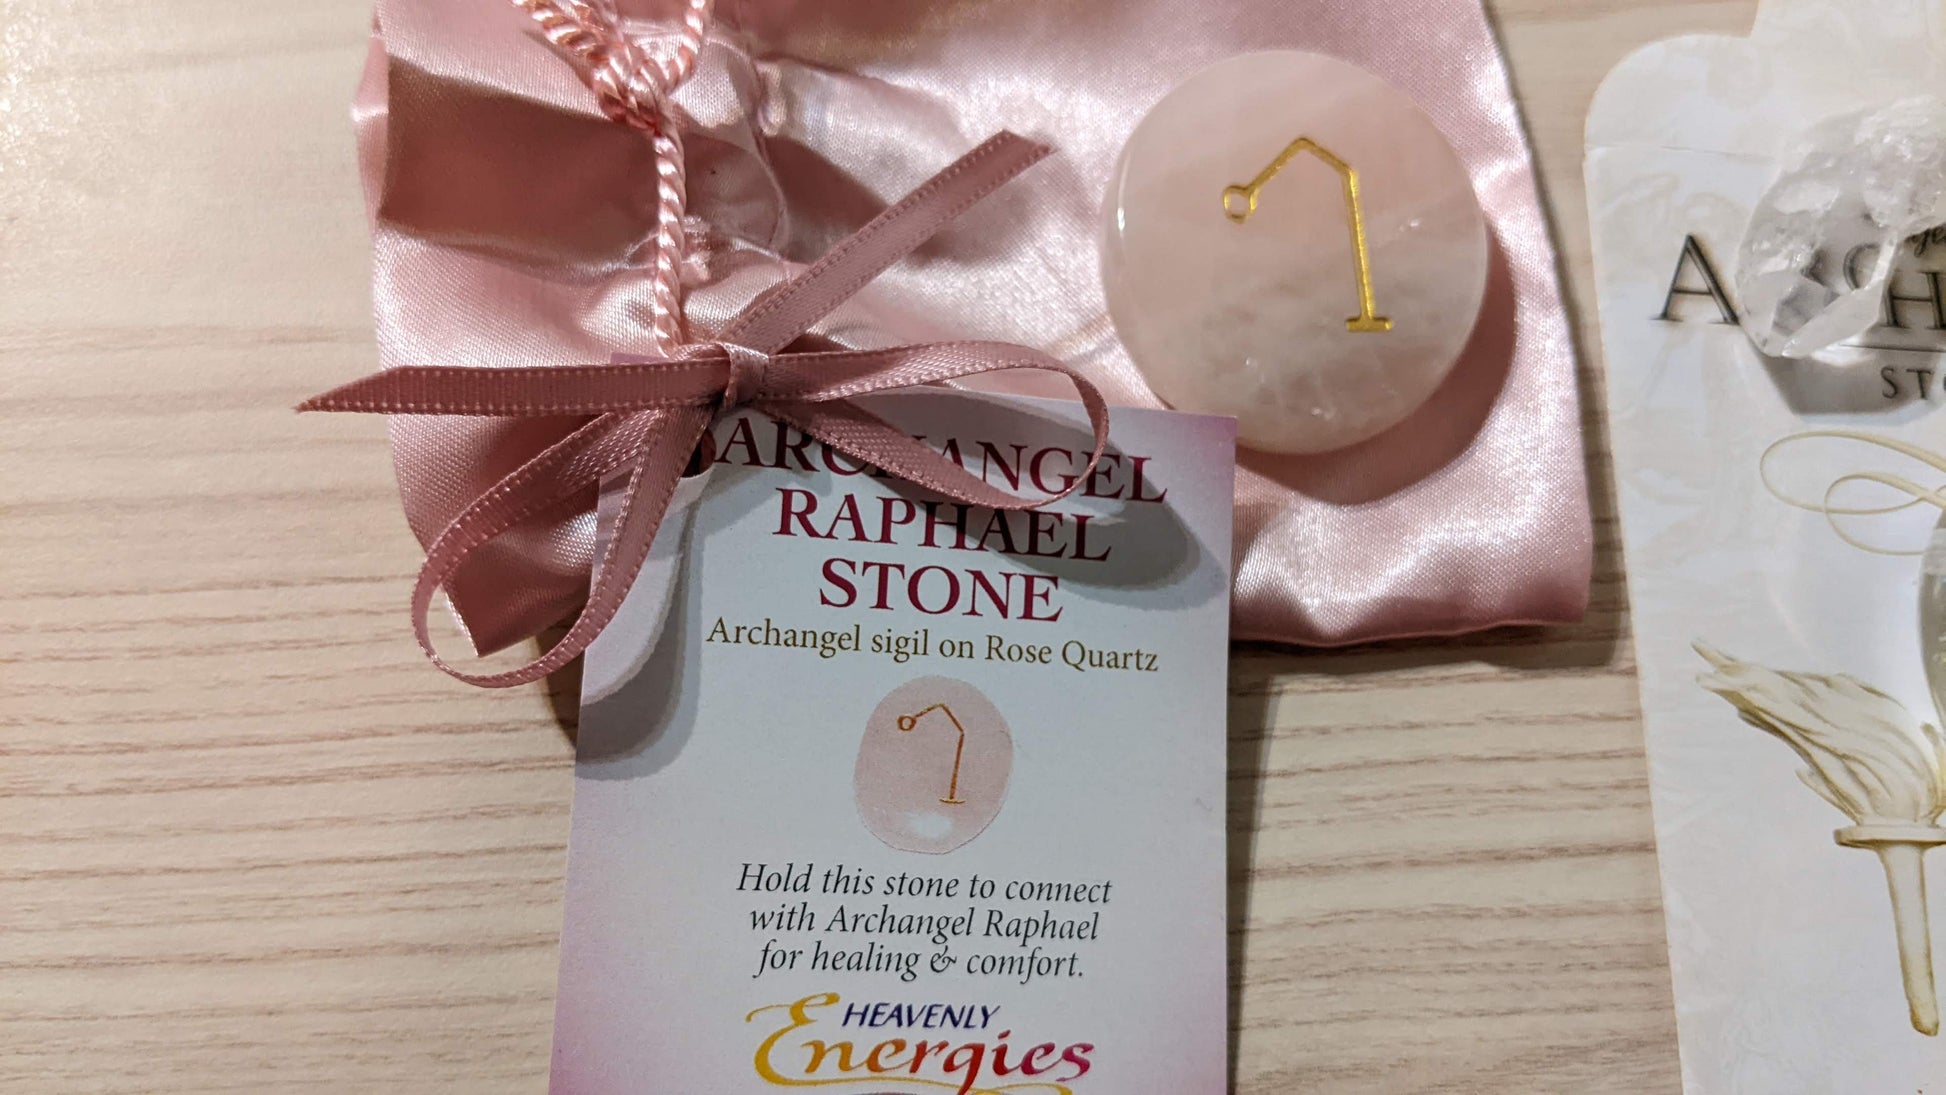 ARCHANGEL
RAPHAEL
STONE
Archangel sigil on Rose Quartz
Hold this stone to connect
with Archangel Raphael
for healing & comfort.
HEAVENLY
Energies